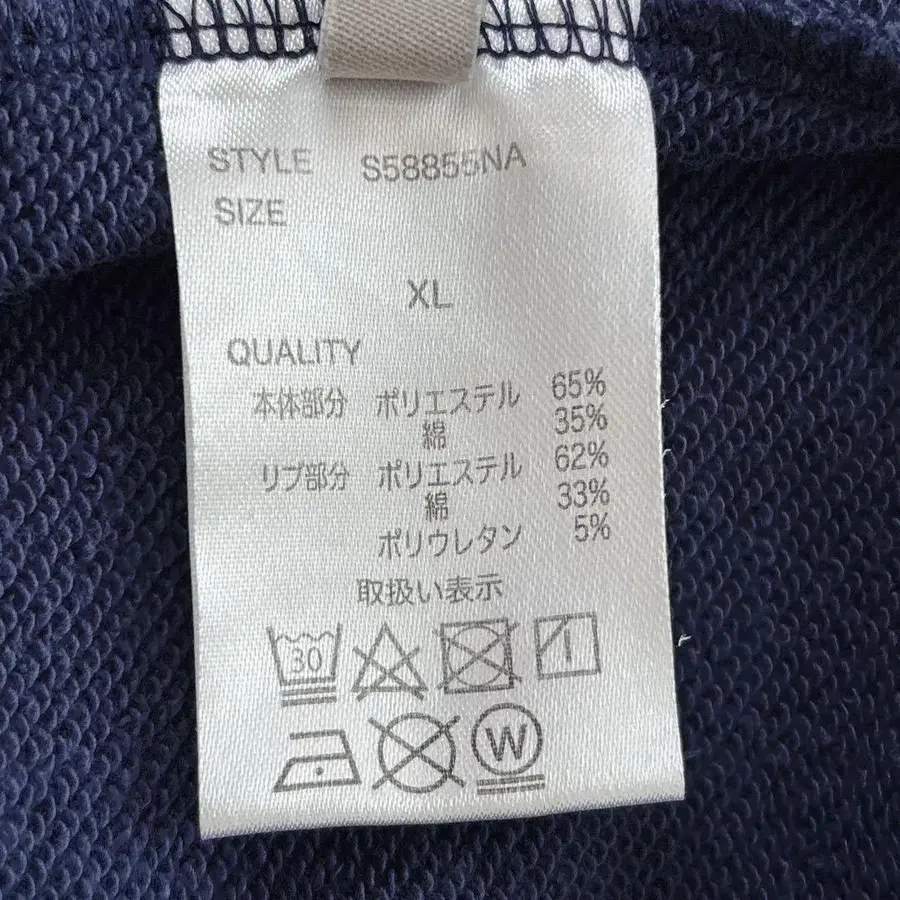 STYLE S58855NA
SIZE
XL
QUALITY
本体部分 ポリエステル 65%
綿 35%
リブ部分 ポリエステル 62%
綿 33%
ポリウレタン 5%
取扱い表示
30
W